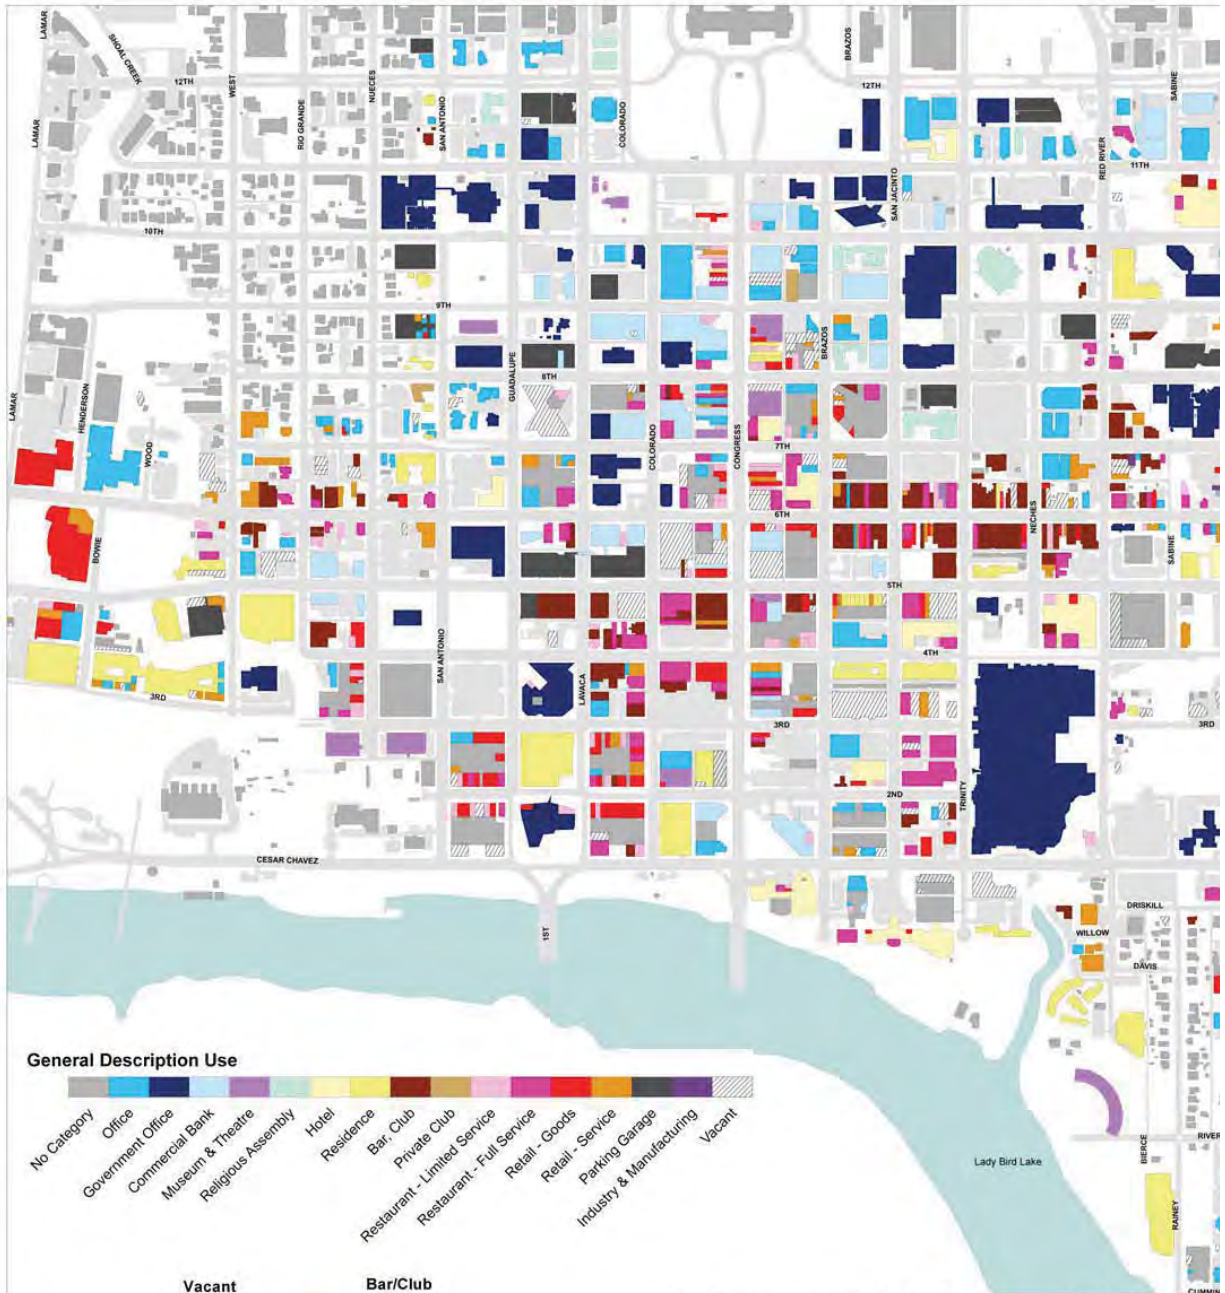 LAMAR
SHOAL CREEK
12TH
WEST
RIO GRANDE
NUECES
SAN ANTONIO
COLORADO
BRAZOS
12TH
SABINE
RED RIVER
11TH
LAMAR
10TH
SAN JACINTO
9TH
GUADALUPE
8TH
BRAZOS
LAMAR
HENDERSON
WOOD
COLORADO
CONGRESS
7TH
6TH
NECHES
BOWIE
SABINE
5TH
4TH
SAN ANTONIO
LAVACA
3RD
3RD
3RD
2ND
TRINITY
CESAR CHAVEZ
1ST
DRISKILL
WILLOW
DAVIS
RIVER
BIERCE
RAINEY
CUMMIN
Lady Bird Lake
General Description Use
No Category
Office
Government Office
Commercial Bank
Museum & Theatre
Religious Assembly
Hotel
Residence
Bar, Club
Private Club
Restaurant - Limited Service
Restaurant - Full Service
Retail - Goods
Retail - Service
Parking Garage
Industry & Manufacturing
Vacant
Vacant
Bar/Club